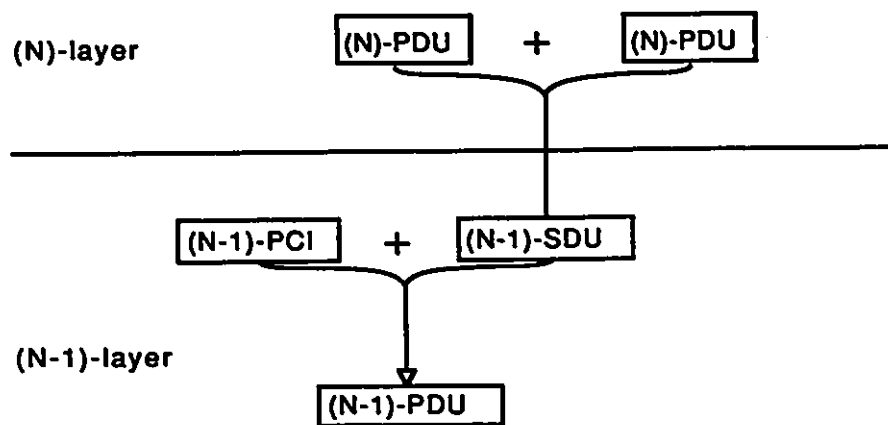 (N)-layer
(N)-PDU + (N)-PDU
(N-1)-PCI + (N-1)-SDU
(N-1)-layer
(N-1)-PDU